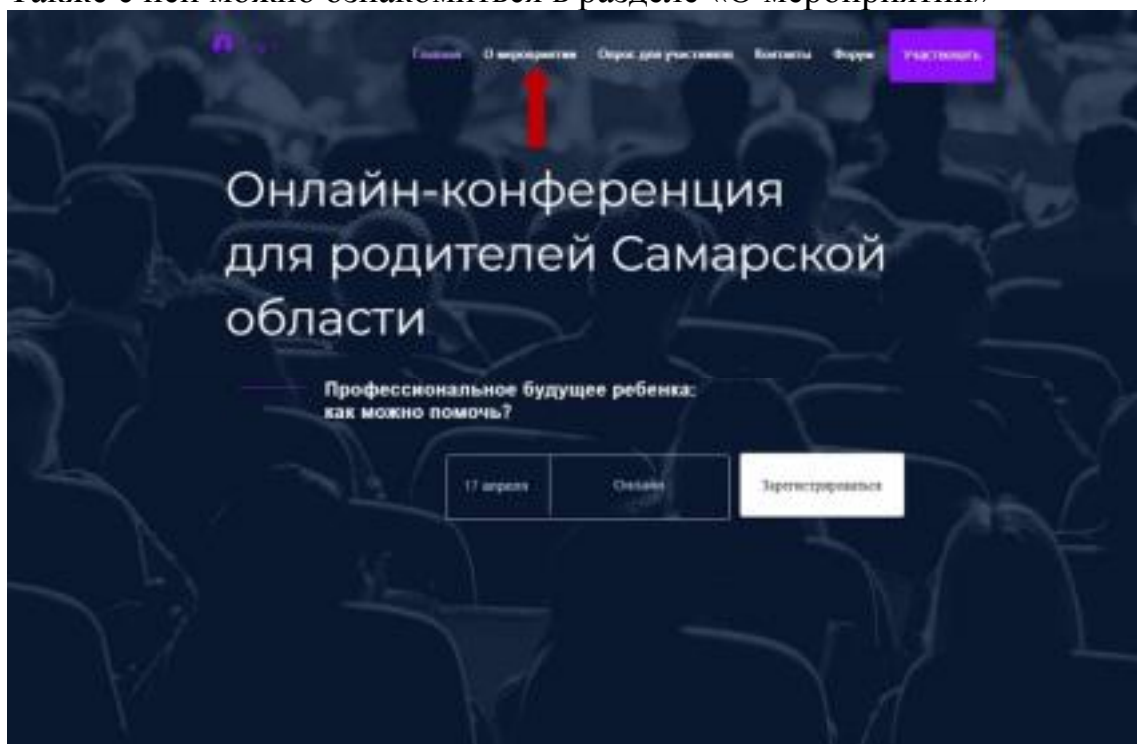 Также с ней можно ознакомиться в разделе «О мероприятии»
Главная О мероприятии Опрос для участников Контакты Форум Участвовать
Онлайн-конференция
для родителей Самарской
области
Профессиональное будущее ребенка:
как можно помочь?
17 апреля Онлайн Зарегистрироваться